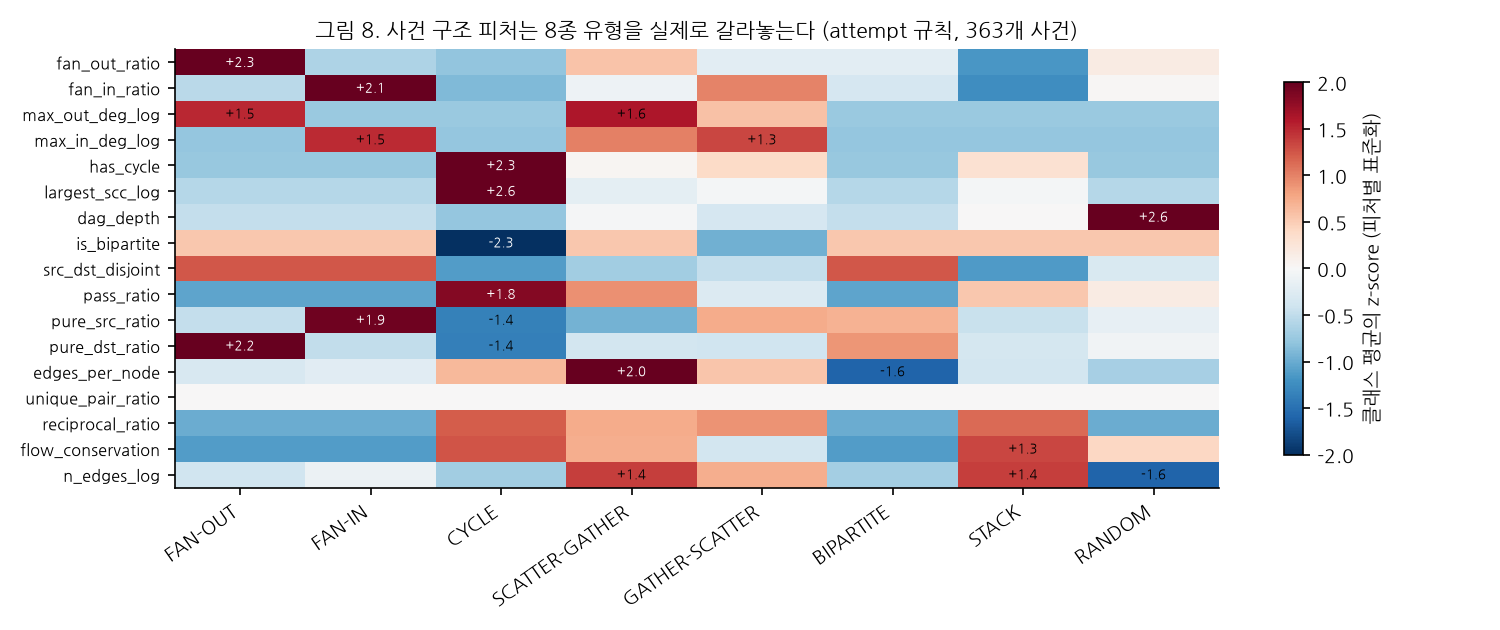 그림 8. 사건 구조 피처는 8종 유형을 실제로 갈라놓는다 (attempt 규칙, 363개 사건)
fan_out_ratio +2.3
fan_in_ratio +2.1
max_out_deg_log +1.5 +1.6
max_in_deg_log +1.5 +1.3
has_cycle +2.3
largest_scc_log +2.6
dag_depth +2.6
is_bipartite -2.3
src_dst_disjoint
pass_ratio +1.8
pure_src_ratio +1.9 -1.4
pure_dst_ratio +2.2 -1.4
edges_per_node +2.0 -1.6
unique_pair_ratio
reciprocal_ratio
flow_conservation +1.3
n_edges_log +1.4 +1.4 -1.6
FAN-OUT
FAN-IN
CYCLE
SCATTER-GATHER
GATHER-SCATTER
BIPARTITE
STACK
RANDOM
2.0
1.5
1.0
0.5
0.0
-0.5
-1.0
-1.5
-2.0
클래스 평균의 z-score (피처별 표준화)